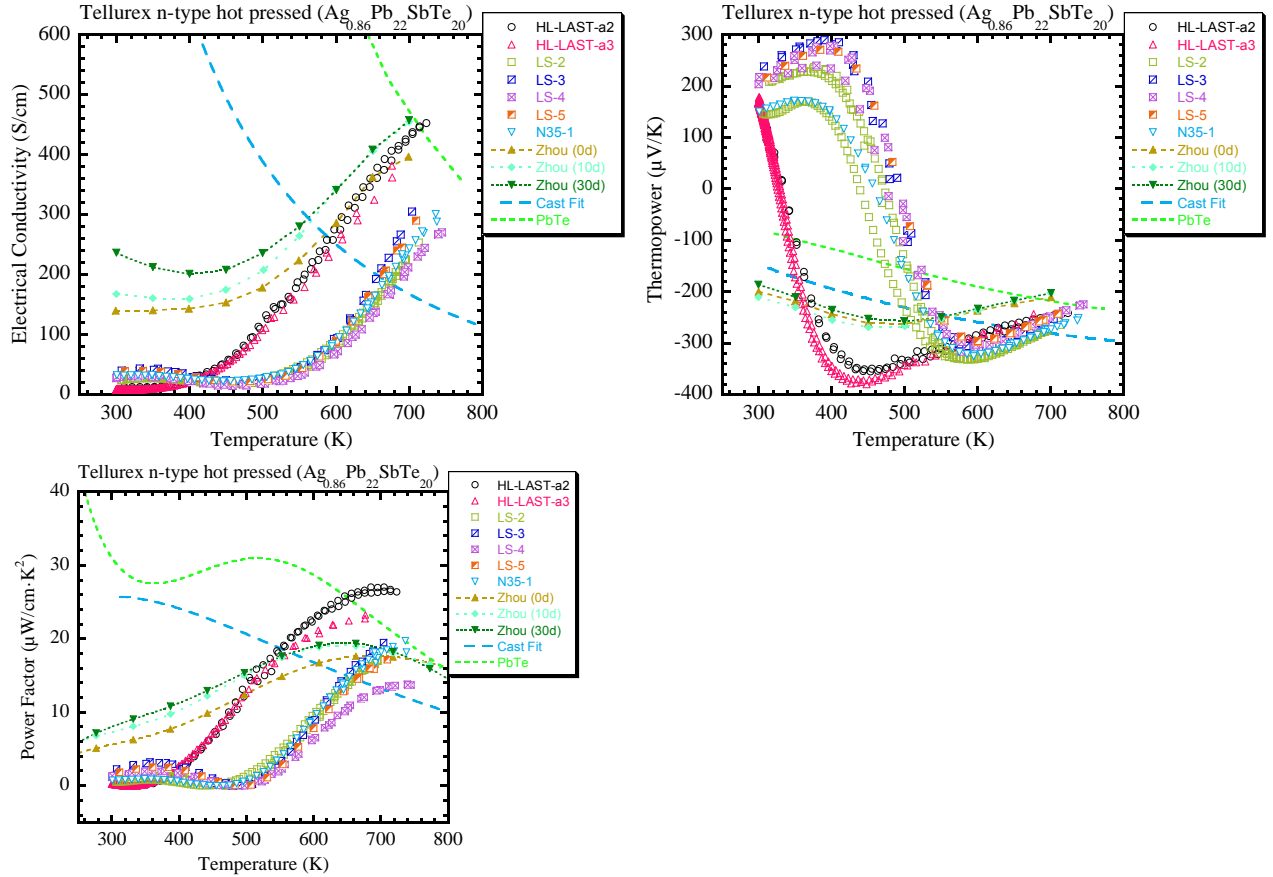 Tellurex n-type hot pressed (Ag0.86Pb22SbTe20)
600
500
400
300
200
100
0
Electrical Conductivity (S/cm)
300 400 500 600 700 800
Temperature (K)
HL-LAST-a2
HL-LAST-a3
LS-2
LS-3
LS-4
LS-5
N35-1
Zhou (0d)
Zhou (10d)
Zhou (30d)
Cast Fit
PbTe
Tellurex n-type hot pressed (Ag0.86Pb22SbTe20)
300
200
100
0
-100
-200
-300
-400
Thermopower (µV/K)
300 400 500 600 700 800
Temperature (K)
HL-LAST-a2
HL-LAST-a3
LS-2
LS-3
LS-4
LS-5
N35-1
Zhou (0d)
Zhou (10d)
Zhou (30d)
Cast Fit
PbTe
Tellurex n-type hot pressed (Ag0.86Pb22SbTe20)
40
30
20
10
0
Power Factor (µW/cm·K²)
300 400 500 600 700 800
Temperature (K)
HL-LAST-a2
HL-LAST-a3
LS-2
LS-3
LS-4
LS-5
N35-1
Zhou (0d)
Zhou (10d)
Zhou (30d)
Cast Fit
PbTe